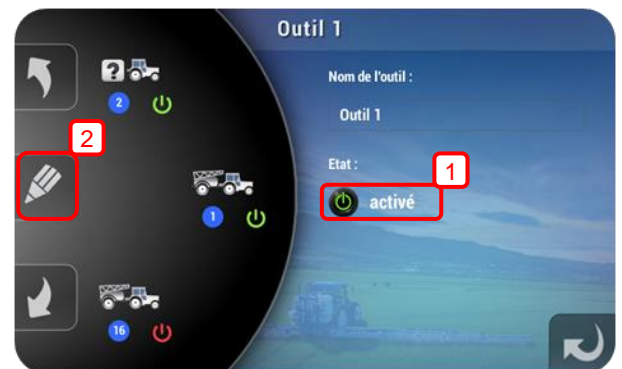 Outil 1
?
2
Nom de l'outil :
Outil 1
2
Etat :
1
activé
1
16